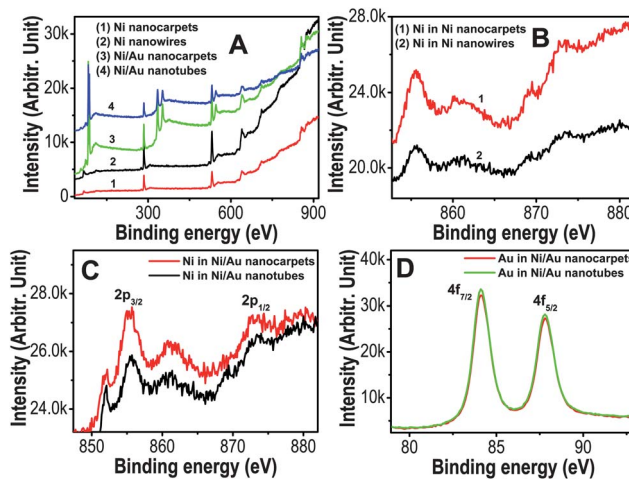 (1) Ni nanocarpets
(2) Ni nanowires
(3) Ni/Au nanocarpets
(4) Ni/Au nanotubes
A
30k
20k
10k
0
300
600
900
4
3
2
1
Intensity (Arbitr. Unit)
Binding energy (eV)
(1) Ni in Ni nanocarpets
(2) Ni in Ni nanowires
B
28.0k
24.0k
20.0k
860
870
880
1
2
Intensity (Arbitr. Unit)
Binding energy (eV)
C
Ni in Ni/Au nanocarpets
Ni in Ni/Au nanotubes
2p3/2
2p1/2
28.0k
26.0k
24.0k
850
860
870
880
Intensity (Arbitr. Unit)
Binding energy (eV)
Au in Ni/Au nanocarpets
Au in Ni/Au nanotubes
D
4f7/2
4f5/2
40k
30k
20k
10k
80
85
90
Intensity (Arbitr. Unit)
Binding energy (eV)